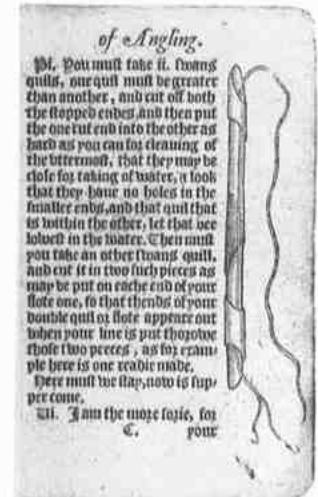 of Angling.
Pi. You must take ii. swans
quils, one quil must be greater
than another, and cut off both
the stopped endes, and then put
the one cut end into the other as
hard as you can for cleauing of
the vttermost, that they may be
close for taking of water, a look
that they haue no holes in the
smaller ends, and that quil that
is within the other, let that bee
lowest in the water. Then must
you take an other swans quill,
and cut it in two such pieces as
may be put on eache end of your
flote one, so that thends of your
double quil or flote appeare out
when your line is put thorowe
those two peeces, as for exam-
ple here is one readie made.
Here must we stay, now is sup-
per come.
Vi. I am the more sorie, for
C. your